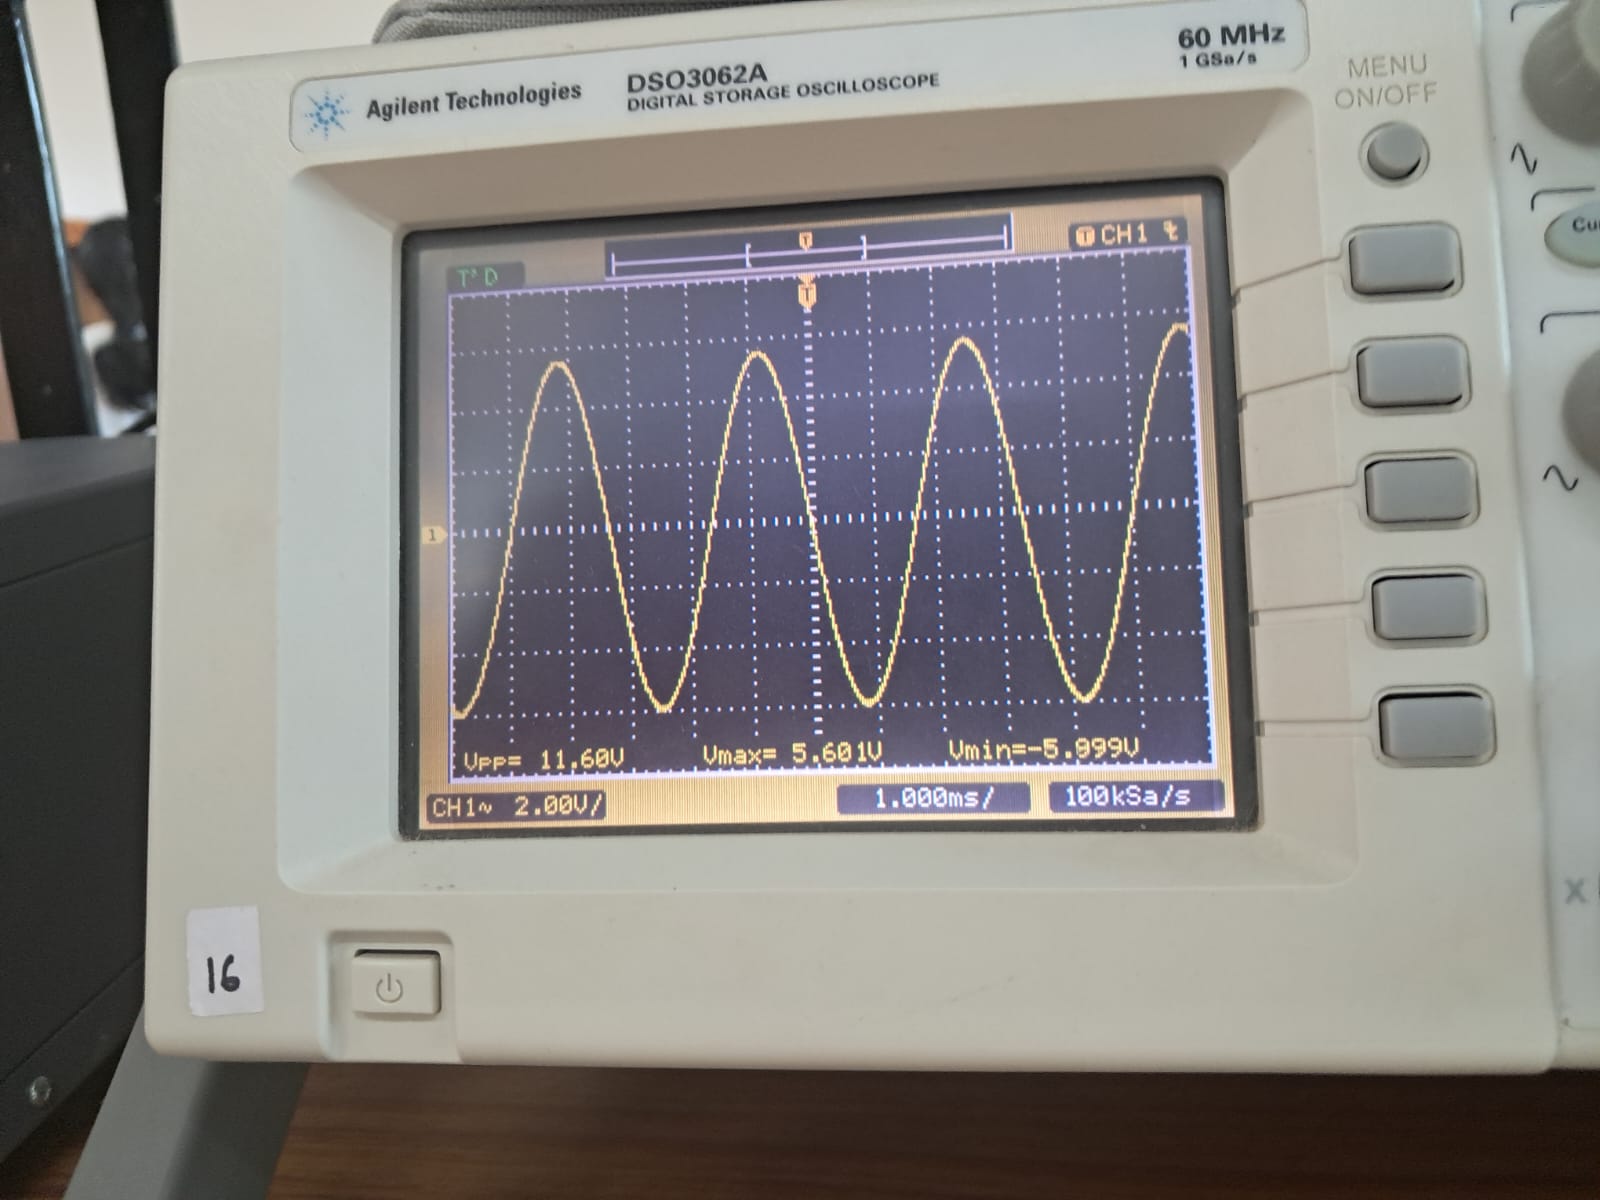 Agilent Technologies
DSO3062A
DIGITAL STORAGE OSCILLOSCOPE
60 MHz
1 GSa/s
MENU
ON/OFF
T
CH1
T'D
T
1
Vpp= 11.60V Vmax= 5.601V Vmin=-5.999V
CH1~ 2.00V/ 1.000ms/ 100kSa/s
16
X